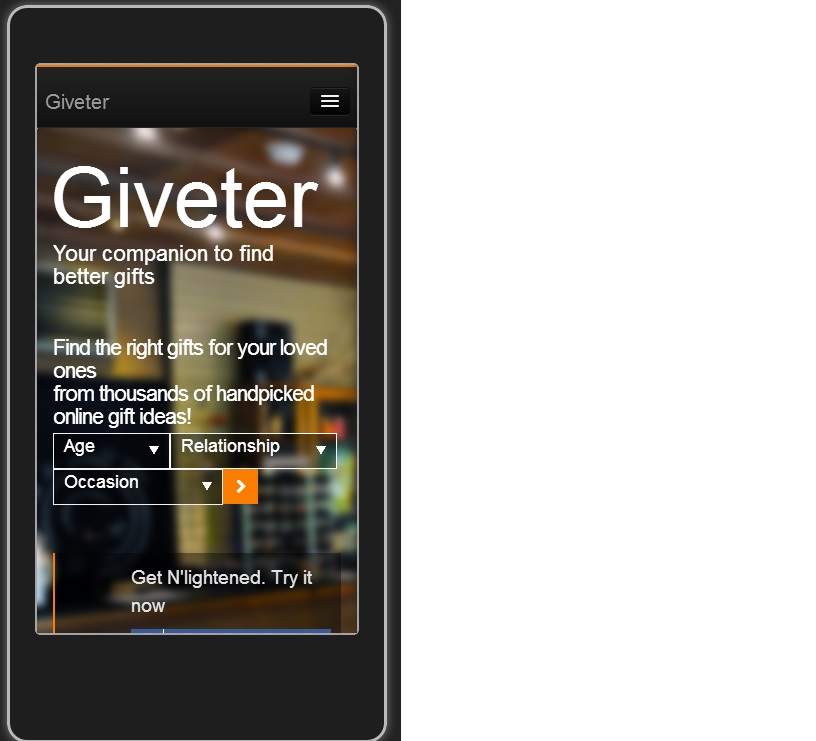 Giveter
Giveter
Your companion to find
better gifts
Find the right gifts for your loved
ones
from thousands of handpicked
online gift ideas!
Age
Relationship
Occasion
Get N'lightened. Try it
now